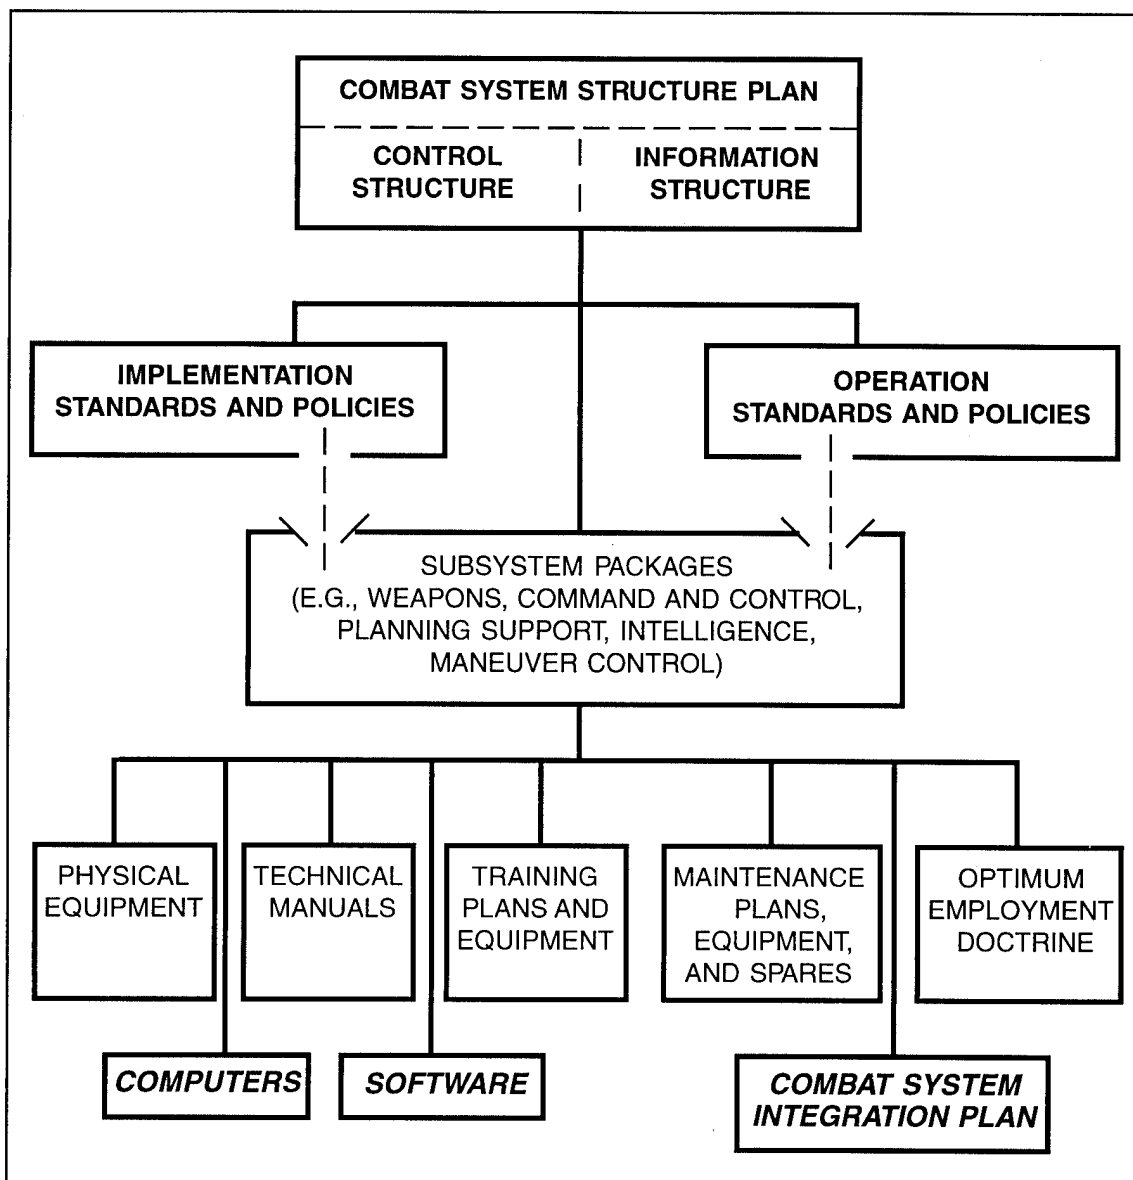 COMBAT SYSTEM STRUCTURE PLAN
CONTROL
STRUCTURE
INFORMATION
STRUCTURE
IMPLEMENTATION
STANDARDS AND POLICIES
OPERATION
STANDARDS AND POLICIES
SUBSYSTEM PACKAGES
(E.G., WEAPONS, COMMAND AND CONTROL,
PLANNING SUPPORT, INTELLIGENCE,
MANEUVER CONTROL)
PHYSICAL
EQUIPMENT
TECHNICAL
MANUALS
TRAINING
PLANS AND
EQUIPMENT
MAINTENANCE
PLANS,
EQUIPMENT,
AND SPARES
OPTIMUM
EMPLOYMENT
DOCTRINE
COMPUTERS
SOFTWARE
COMBAT SYSTEM
INTEGRATION PLAN